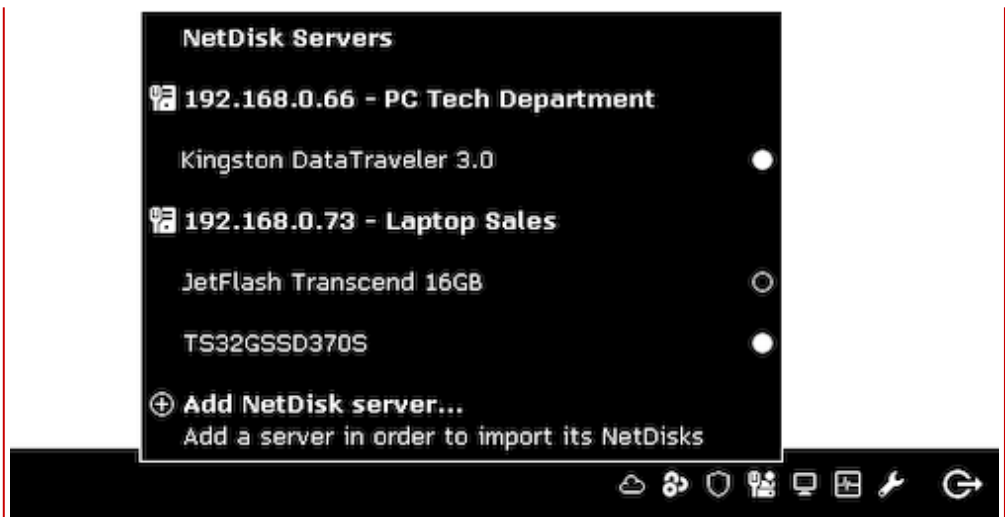 NetDisk Servers
192.168.0.66 - PC Tech Department
Kingston DataTraveler 3.0
192.168.0.73 - Laptop Sales
JetFlash Transcend 16GB
TS32GSSD370S
Add NetDisk server...
Add a server in order to import its NetDisks